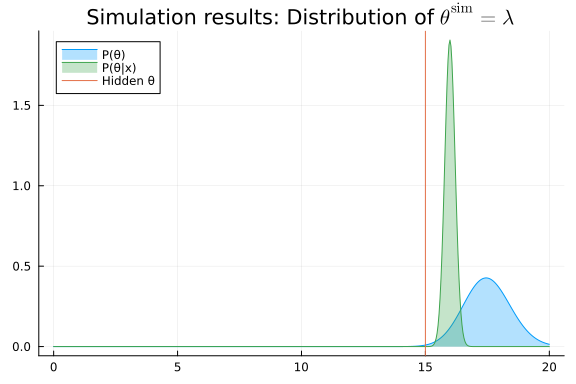 Simulation results: Distribution of θ^sim = λ
P(θ)
P(θ|x)
Hidden θ
1.5
1.0
0.5
0.0
0 5 10 15 20